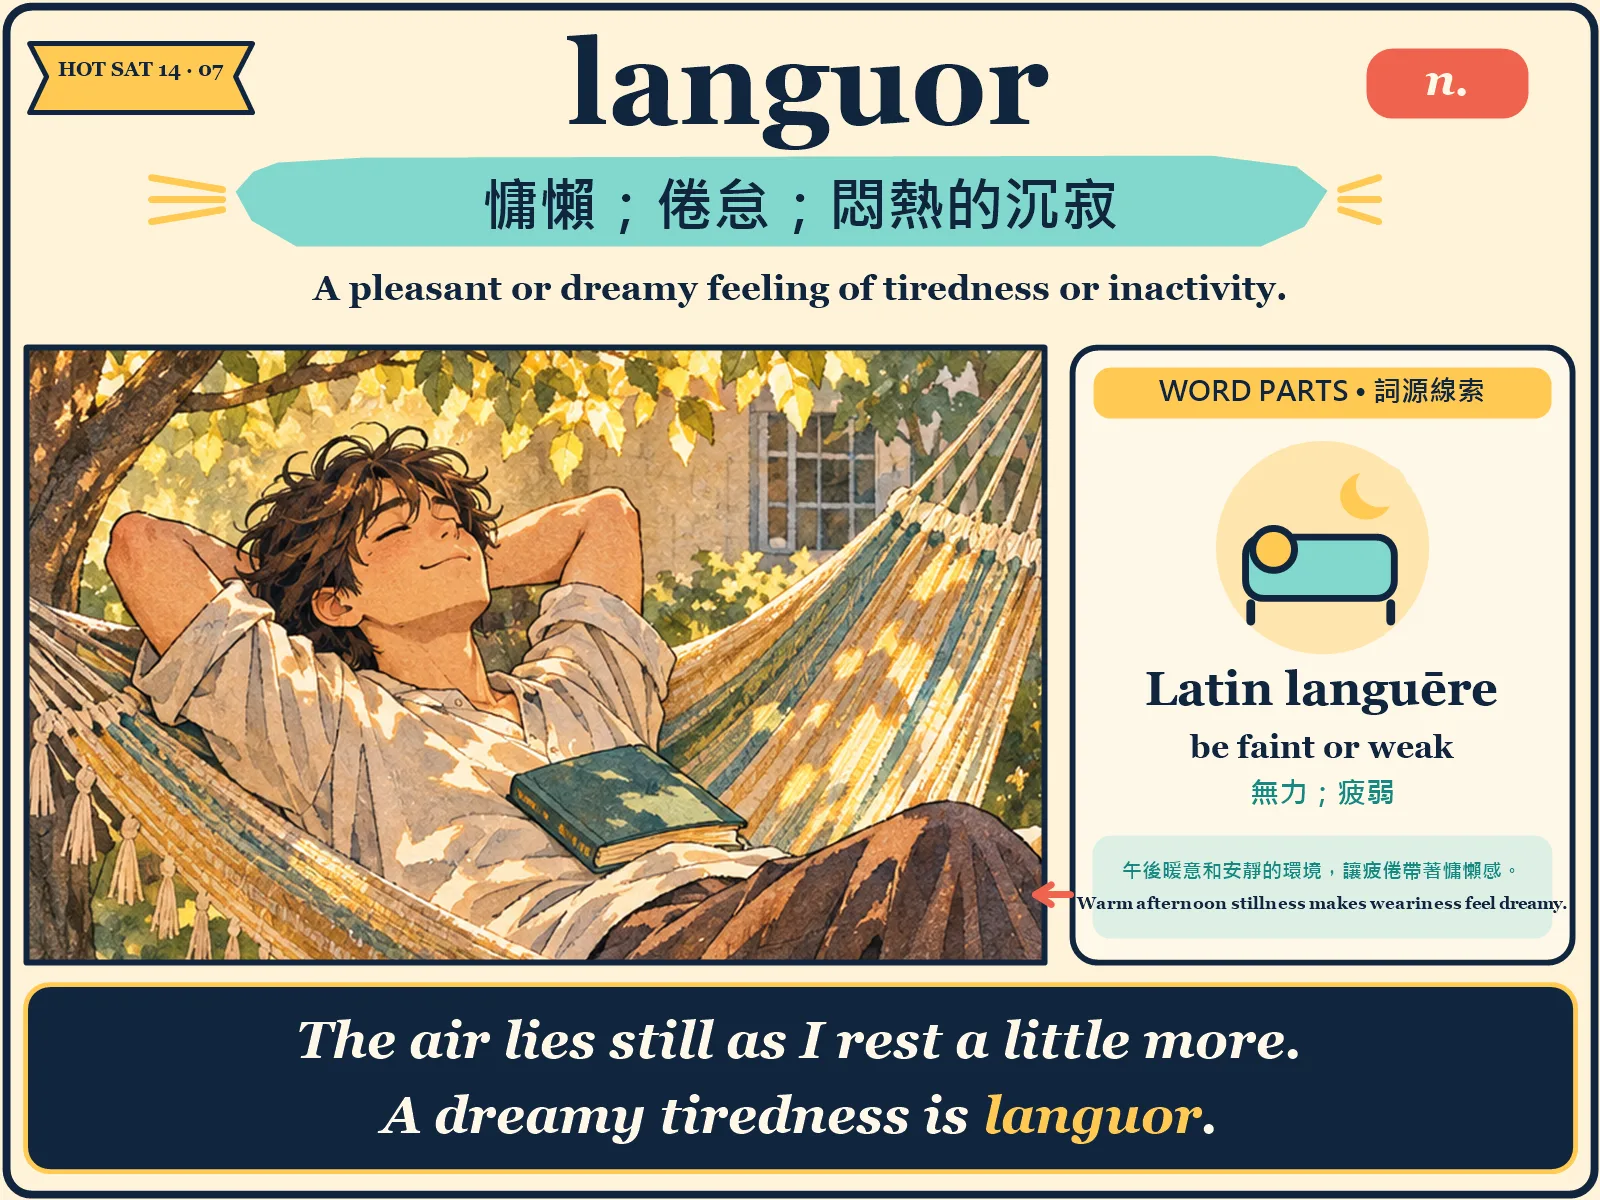 HOT SAT 14 · 07
languor
n.
慵懶；倦怠；悶熱的沉寂
A pleasant or dreamy feeling of tiredness or inactivity.
WORD PARTS • 詞源線索
Latin languēre
be faint or weak
無力；疲弱
午後暖意和安靜的環境，讓疲倦帶著慵懶感。
Warm afternoon stillness makes weariness feel dreamy.
The air lies still as I rest a little more.
A dreamy tiredness is languor.